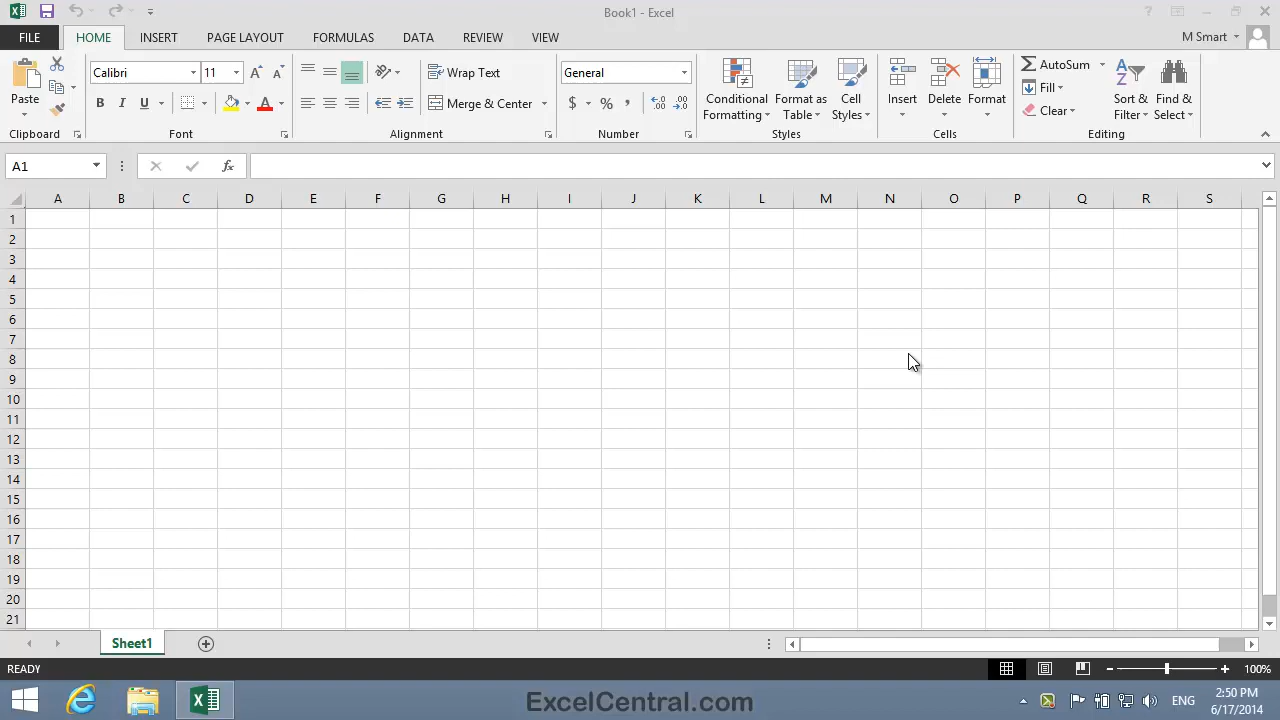 Book1 - Excel
FILE HOME INSERT PAGE LAYOUT FORMULAS DATA REVIEW VIEW M Smart
Paste
Calibri 11
B I U A
Wrap Text
Merge & Center
General
$ % ,
Conditional Formatting
Format as Table
Cell Styles
Insert Delete Format
AutoSum
Fill
Clear
Sort & Filter
Find & Select
Clipboard Font Alignment Number Styles Cells Editing
A1 fx
A B C D E F G H I J K L M N O P Q R S
1
2
3
4
5
6
7
8
9
10
11
12
13
14
15
16
17
18
19
20
21
Sheet1
READY 100%
ExcelCentral.com
ENG
2:50 PM
6/17/2014